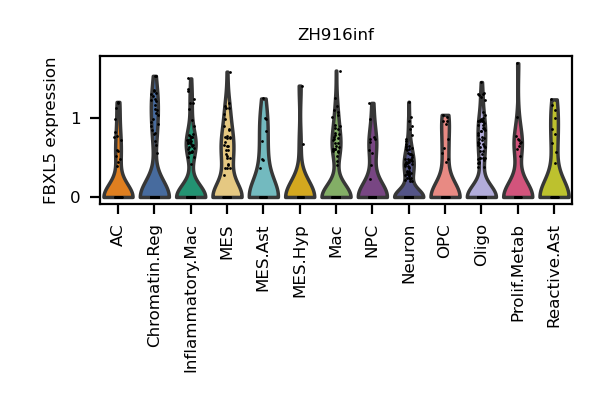 ZH916inf
FBXL5 expression
1
0
AC
Chromatin.Reg
Inflammatory.Mac
MES
MES.Ast
MES.Hyp
Mac
NPC
Neuron
OPC
Oligo
Prolif.Metab
Reactive.Ast